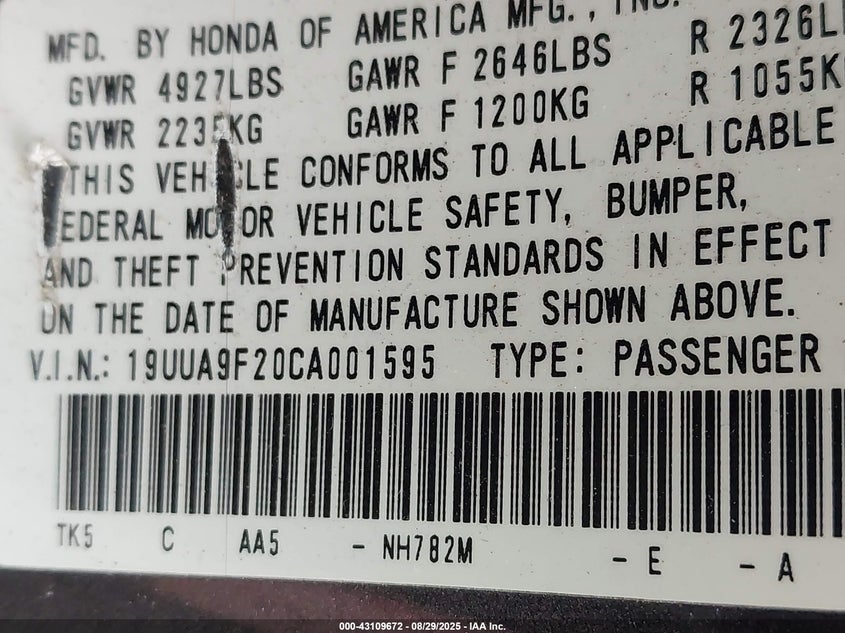 MFD. BY HONDA OF AMERICA MFG., INC.
GVWR 4927LBS GAWR F 2646LBS R 2326L
GVWR 2235KG GAWR F 1200KG R 1055K
THIS VEHICLE CONFORMS TO ALL APPLICABLE
FEDERAL MOTOR VEHICLE SAFETY, BUMPER,
AND THEFT PREVENTION STANDARDS IN EFFECT
ON THE DATE OF MANUFACTURE SHOWN ABOVE.
V.I.N.: 19UUA9F20CA001595 TYPE: PASSENGER
TK5 C AA5 - NH782M - E - A
000-43109672 - 08/29/2025 - IAA Inc.